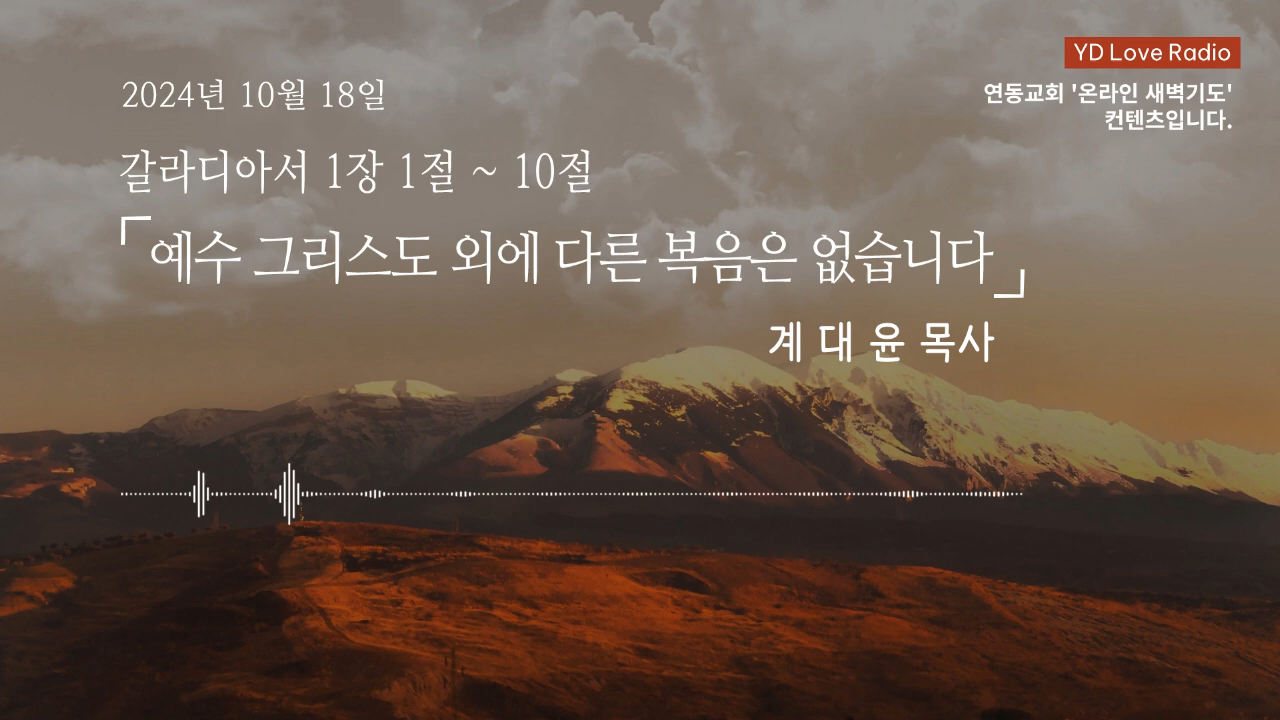 YD Love Radio
연동교회 '온라인 새벽기도'
컨텐츠입니다.
2024년 10월 18일
갈라디아서 1장 1절 ~ 10절
「예수 그리스도 외에 다른 복음은 없습니다」
계 대 윤 목사